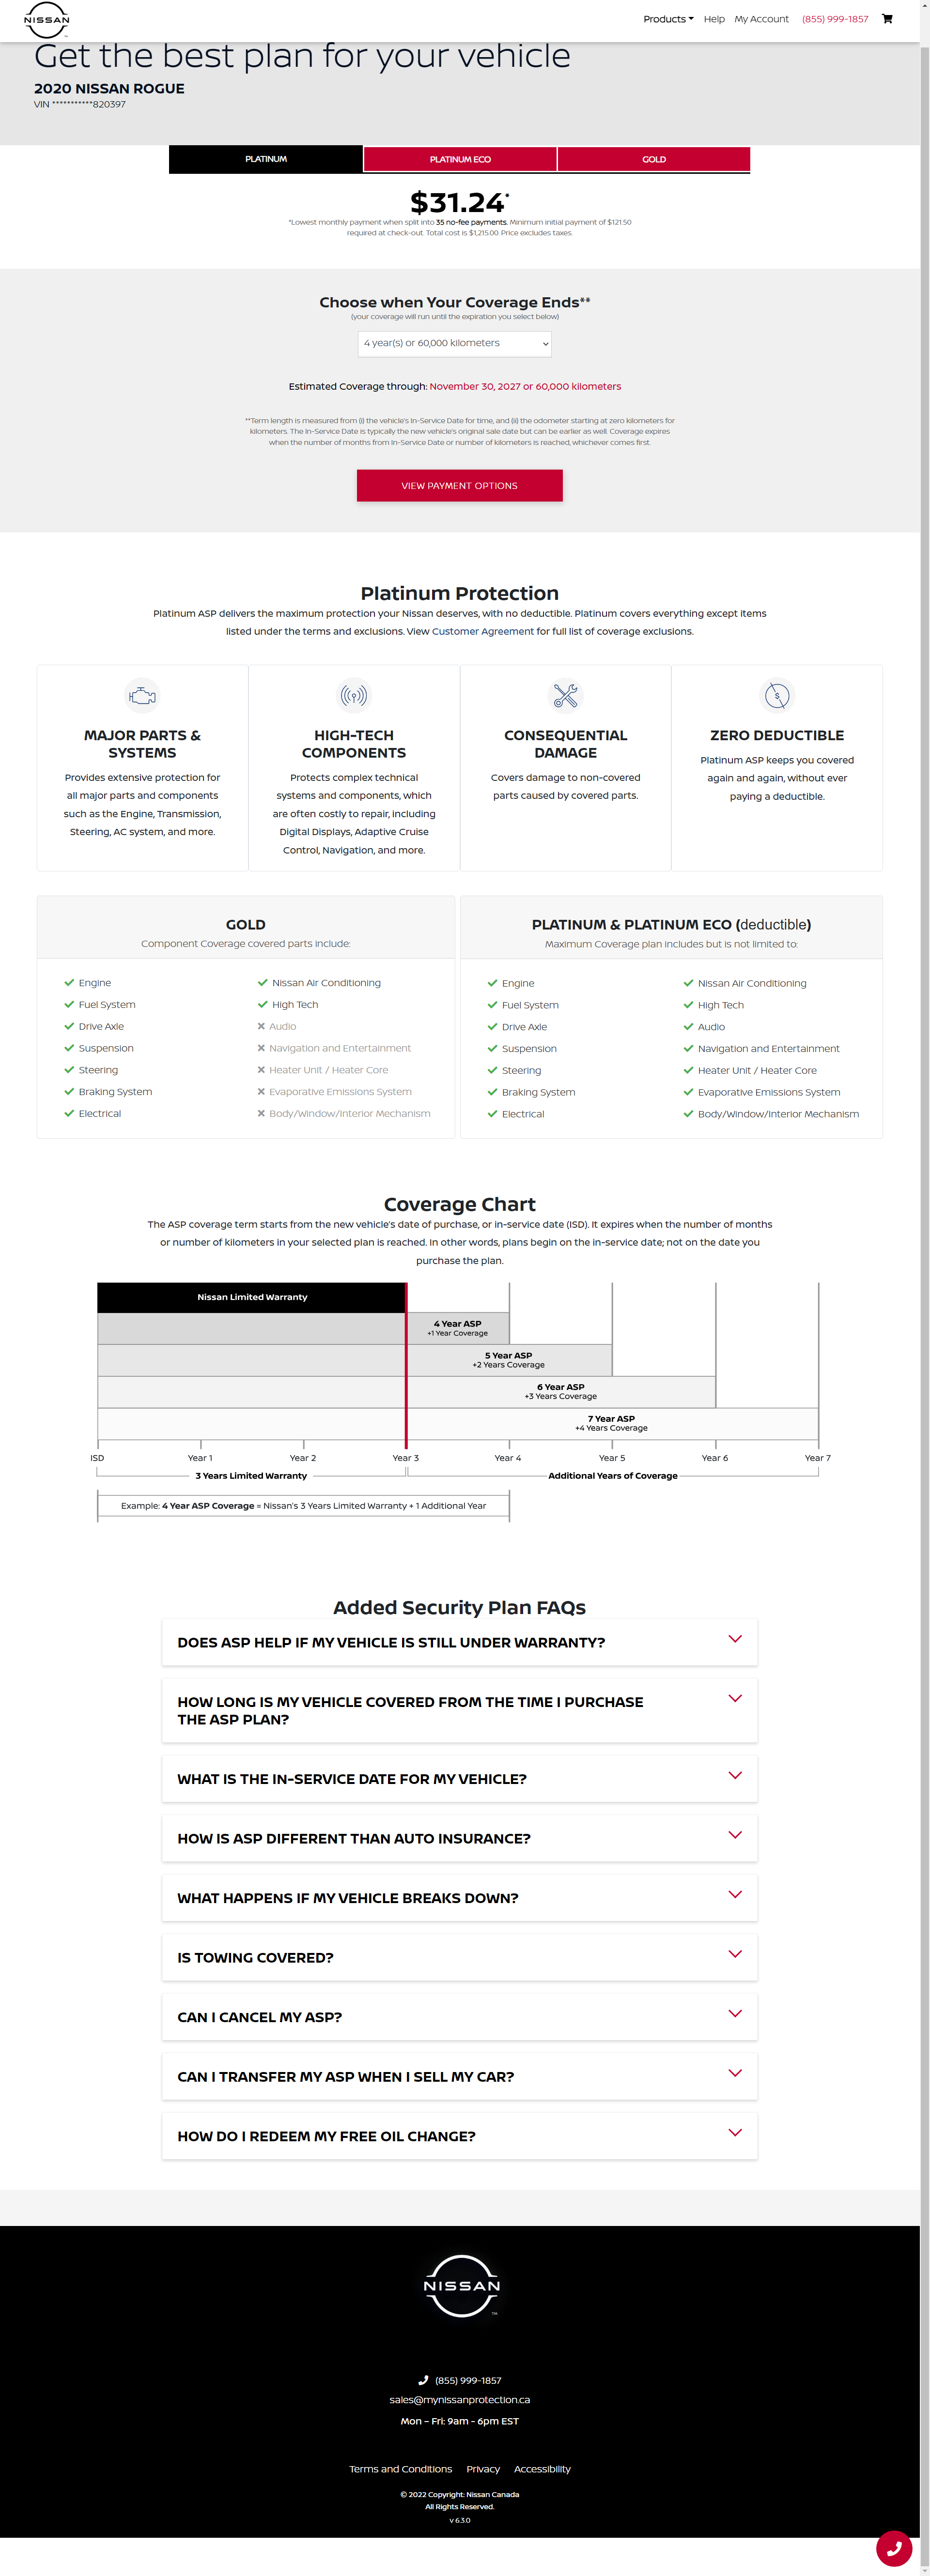 NISSAN
Products Help My Account (855) 999-1857
Get the best plan for your vehicle
2020 NISSAN ROGUE
VIN ***********820397
PLATINUM
PLATINUM ECO
GOLD
$31.24*
*Lowest monthly payment when split into 35 no-fee payments. Minimum initial payment of $121.50
required at check-out. Total cost is $1,215.00. Price excludes taxes.
Choose when Your Coverage Ends**
(your coverage will run until the expiration you select below)
4 year(s) or 60,000 kilometers
Estimated Coverage through: November 30, 2027 or 60,000 kilometers
**Term length is measured from (i) the vehicle's In-Service Date for time, and (ii) the odometer starting at zero kilometers for
kilometers. The In-Service Date is typically the new vehicle's original sale date but can be earlier as well. Coverage expires
when the number of months from In-Service Date or number of kilometers is reached, whichever comes first.
VIEW PAYMENT OPTIONS
Platinum Protection
Platinum ASP delivers the maximum protection your Nissan deserves, with no deductible. Platinum covers everything except items
listed under the terms and exclusions. View Customer Agreement for full list of coverage exclusions.
MAJOR PARTS &
SYSTEMS
Provides extensive protection for
all major parts and components
such as the Engine, Transmission,
Steering, AC system, and more.
HIGH-TECH
COMPONENTS
Protects complex technical
systems and components, which
are often costly to repair, including
Digital Displays, Adaptive Cruise
Control, Navigation, and more.
CONSEQUENTIAL
DAMAGE
Covers damage to non-covered
parts caused by covered parts.
$
ZERO DEDUCTIBLE
Platinum ASP keeps you covered
again and again, without ever
paying a deductible.
GOLD
Component Coverage covered parts include:
Engine
Fuel System
Drive Axle
Suspension
Steering
Braking System
Electrical
Nissan Air Conditioning
High Tech
Audio
Navigation and Entertainment
Heater Unit / Heater Core
Evaporative Emissions System
Body/Window/Interior Mechanism
PLATINUM & PLATINUM ECO (deductible)
Maximum Coverage plan includes but is not limited to:
Engine
Fuel System
Drive Axle
Suspension
Steering
Braking System
Electrical
Nissan Air Conditioning
High Tech
Audio
Navigation and Entertainment
Heater Unit / Heater Core
Evaporative Emissions System
Body/Window/Interior Mechanism
Coverage Chart
The ASP coverage term starts from the new vehicle's date of purchase, or in-service date (ISD). It expires when the number of months
or number of kilometers in your selected plan is reached. In other words, plans begin on the in-service date; not on the date you
purchase the plan.
Nissan Limited Warranty
4 Year ASP
+1 Year Coverage
5 Year ASP
+2 Years Coverage
6 Year ASP
+3 Years Coverage
7 Year ASP
+4 Years Coverage
ISD Year 1 Year 2 Year 3 Year 4 Year 5 Year 6 Year 7
3 Years Limited Warranty
Additional Years of Coverage
Example: 4 Year ASP Coverage = Nissan's 3 Years Limited Warranty + 1 Additional Year
Added Security Plan FAQs
DOES ASP HELP IF MY VEHICLE IS STILL UNDER WARRANTY?
HOW LONG IS MY VEHICLE COVERED FROM THE TIME I PURCHASE
THE ASP PLAN?
WHAT IS THE IN-SERVICE DATE FOR MY VEHICLE?
HOW IS ASP DIFFERENT THAN AUTO INSURANCE?
WHAT HAPPENS IF MY VEHICLE BREAKS DOWN?
IS TOWING COVERED?
CAN I CANCEL MY ASP?
CAN I TRANSFER MY ASP WHEN I SELL MY CAR?
HOW DO I REDEEM MY FREE OIL CHANGE?
NISSAN
TM
(855) 999-1857
sales@mynissanprotection.ca
Mon – Fri: 9am - 6pm EST
Terms and Conditions Privacy Accessibility
© 2022 Copyright: Nissan Canada
All Rights Reserved.
v 6.3.0